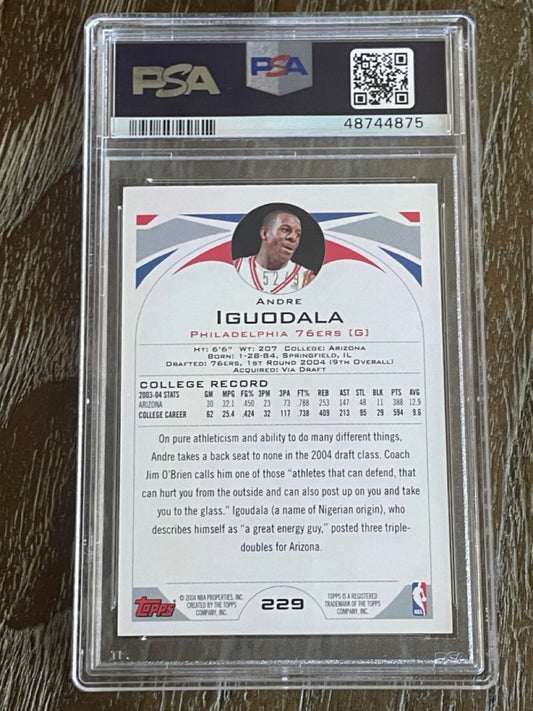 PSA
PSA
48744875
ANDRE
IGUODALA
PHILADELPHIA 76ERS (G)
HT: 6'6" WT: 207 COLLEGE: ARIZONA
BORN: 1-28-84, SPRINGFIELD, IL
DRAFTED: 76ERS, 1ST ROUND 2004 (9TH OVERALL)
ACQUIRED: VIA DRAFT
COLLEGE RECORD
2003-04 STATS GM MPG FG% 3PM 3PA FT% REB AST STL BLK PTS AVG
ARIZONA 30 32.1 .450 23 73 .788 253 147 48 11 388 12.9
COLLEGE CAREER 62 25.4 .424 32 117 .738 409 213 95 29 594 9.6
On pure athleticism and ability to do many different things,
Andre takes a back seat to none in the 2004 draft class. Coach
Jim O'Brien calls him one of those "athletes that can defend, that
can hurt you from the outside and can also post up on you and take
you to the glass." Igoudala (a name of Nigerian origin), who
describes himself as "a great energy guy," posted three triple-
doubles for Arizona.
Topps
© 2004 NBA PROPERTIES, INC.
CREATED BY THE TOPPS
COMPANY, INC.
229
TOPPS IS A REGISTERED
TRADEMARK OF THE TOPPS
COMPANY, INC.
NBA
PSA